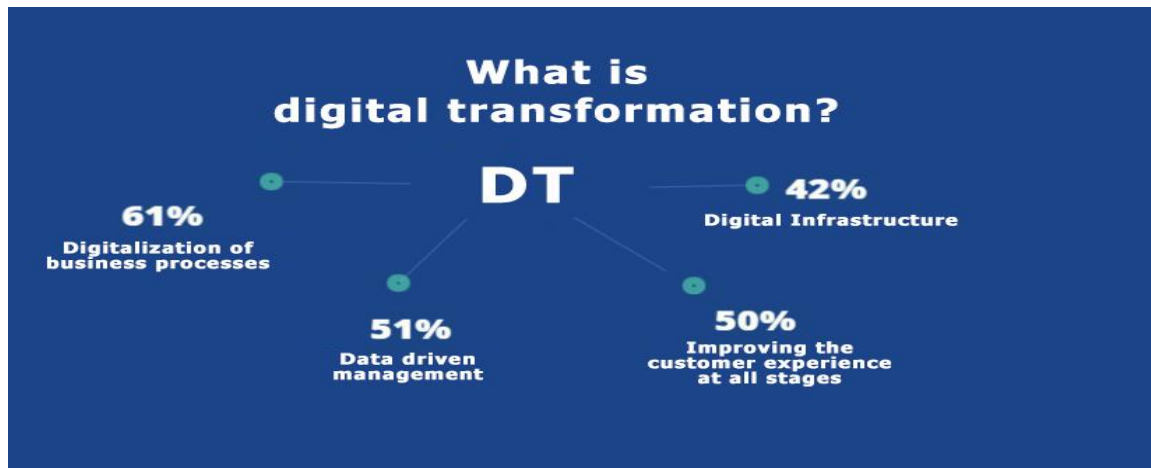 What is
digital transformation?
DT
61%
Digitalization of
business processes
51%
Data driven
management
50%
Improving the
customer experience
at all stages
42%
Digital Infrastructure